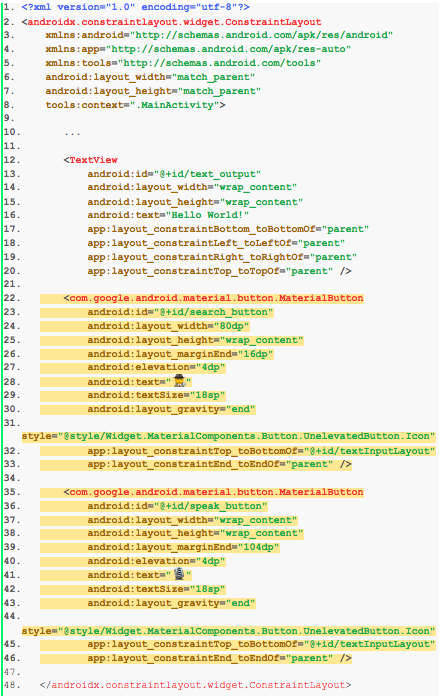 1. <?xml version="1.0" encoding="utf-8"?>
2. <androidx.constraintlayout.widget.ConstraintLayout
3. xmlns:android="http://schemas.android.com/apk/res/android"
4. xmlns:app="http://schemas.android.com/apk/res-auto"
5. xmlns:tools="http://schemas.android.com/tools"
6. android:layout_width="match_parent"
7. android:layout_height="match_parent"
8. tools:context=".MainActivity">
9.
10. ...
11.
12. <TextView
13. android:id="@+id/text_output"
14. android:layout_width="wrap_content"
15. android:layout_height="wrap_content"
16. android:text="Hello World!"
17. app:layout_constraintBottom_toBottomOf="parent"
18. app:layout_constraintLeft_toLeftOf="parent"
19. app:layout_constraintRight_toRightOf="parent"
20. app:layout_constraintTop_toTopOf="parent" />
21.
22. <com.google.android.material.button.MaterialButton
23. android:id="@+id/search_button"
24. android:layout_width="80dp"
25. android:layout_height="wrap_content"
26. android:layout_marginEnd="16dp"
27. android:elevation="4dp"
28. android:text="🕵"
29. android:textSize="18sp"
30. android:layout_gravity="end"
31.
style="@style/Widget.MaterialComponents.Button.UnelevatedButton.Icon"
32. app:layout_constraintTop_toBottomOf="@+id/textInputLayout"
33. app:layout_constraintEnd_toEndOf="parent" />
34.
35. <com.google.android.material.button.MaterialButton
36. android:id="@+id/speak_button"
37. android:layout_width="wrap_content"
38. android:layout_height="wrap_content"
39. android:layout_marginEnd="104dp"
40. android:elevation="4dp"
41. android:text="🎙"
42. android:textSize="18sp"
43. android:layout_gravity="end"
44.
style="@style/Widget.MaterialComponents.Button.UnelevatedButton.Icon"
45. app:layout_constraintTop_toBottomOf="@+id/textInputLayout"
46. app:layout_constraintEnd_toEndOf="parent" />
47.
48. </androidx.constraintlayout.widget.ConstraintLayout>